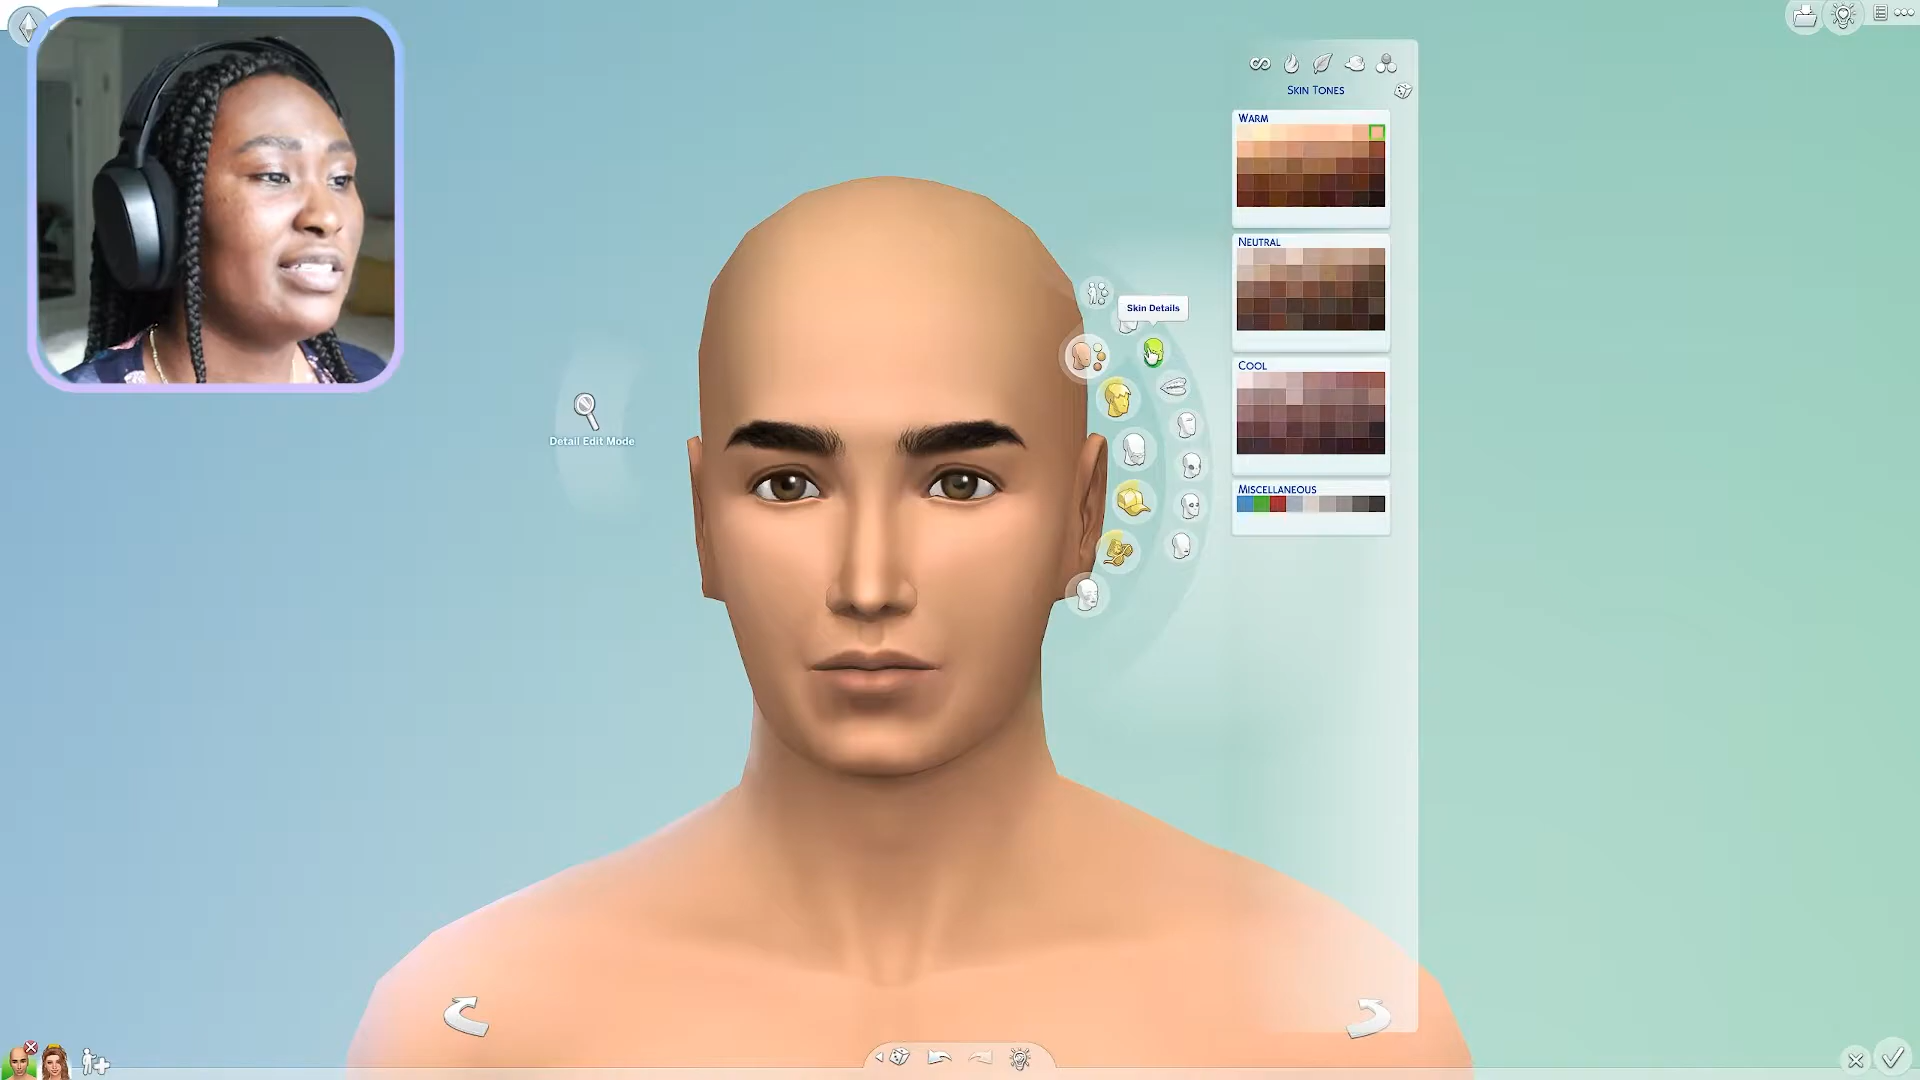 SKIN TONES
WARM
Skin Details
NEUTRAL
COOL
Detail Edit Mode
MISCELLANEOUS